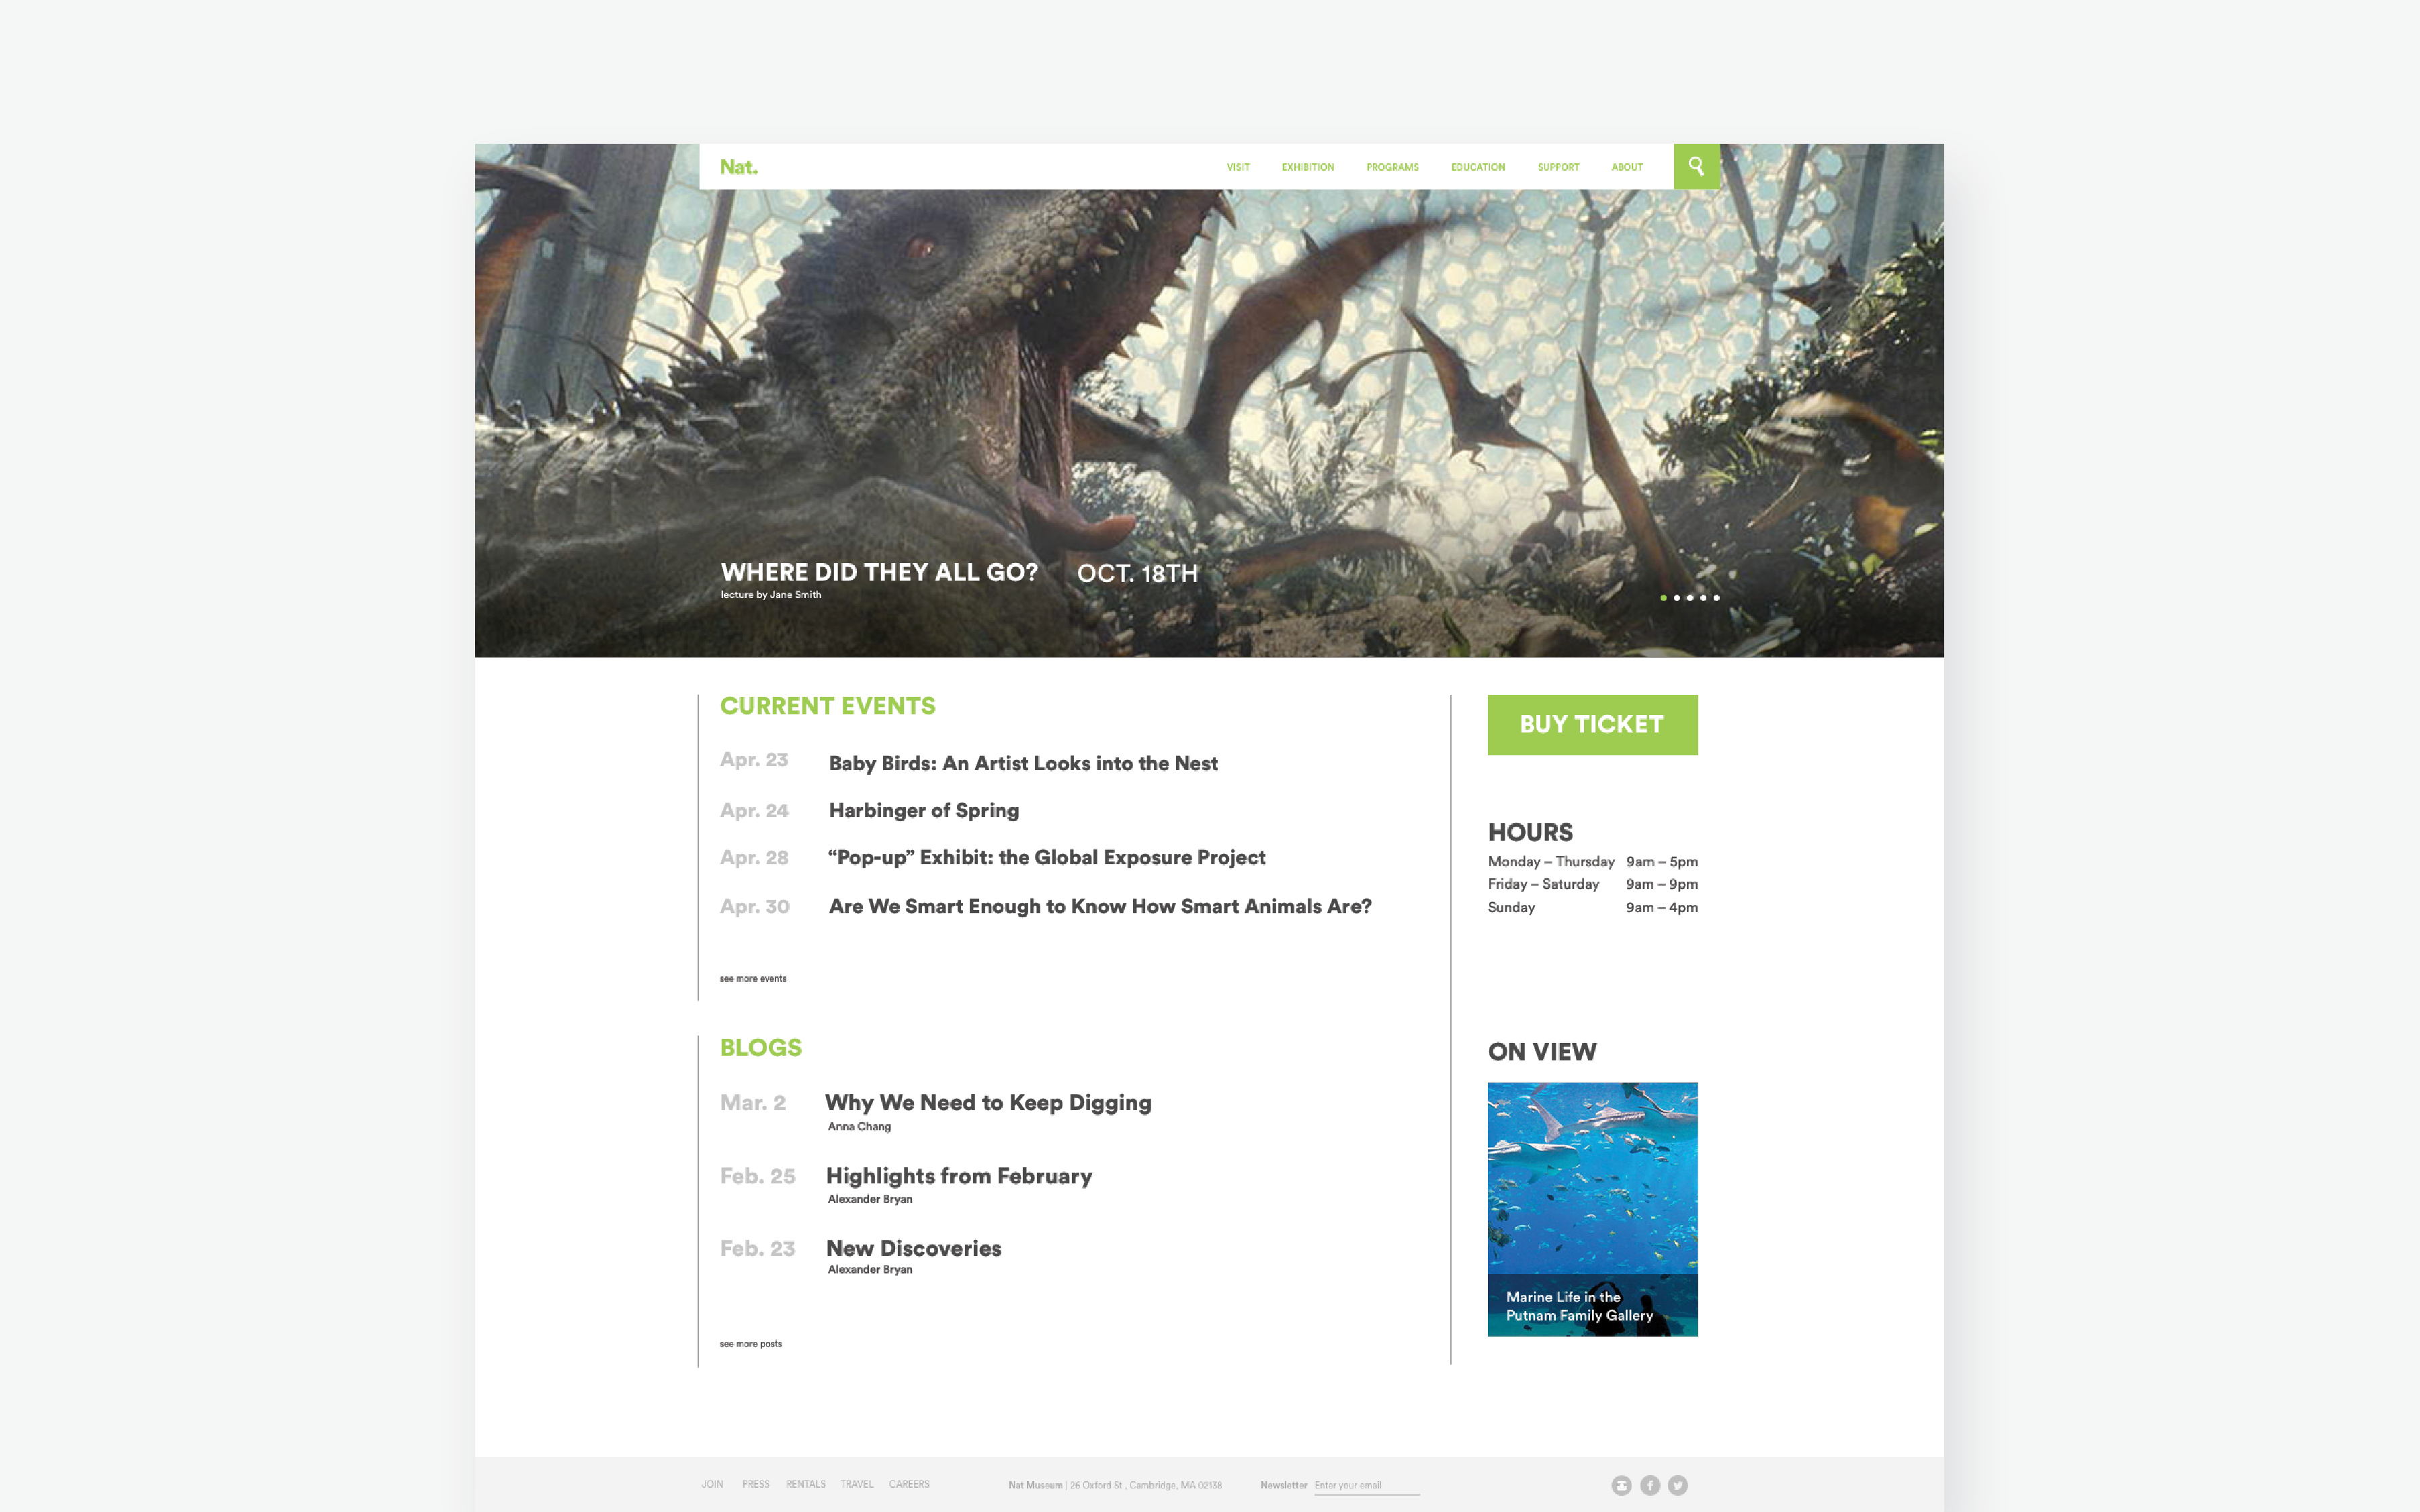 Nat.
VISIT EXHIBITION PROGRAMS EDUCATION SUPPORT ABOUT
WHERE DID THEY ALL GO? OCT. 18TH
lecture by Jane Smith
CURRENT EVENTS
Apr. 23 Baby Birds: An Artist Looks into the Nest
Apr. 24 Harbinger of Spring
Apr. 28 “Pop-up” Exhibit: the Global Exposure Project
Apr. 30 Are We Smart Enough to Know How Smart Animals Are?
see more events
BLOGS
Mar. 2 Why We Need to Keep Digging
Anna Chang
Feb. 25 Highlights from February
Alexander Bryan
Feb. 23 New Discoveries
Alexander Bryan
see more posts
BUY TICKET
HOURS
Monday – Thursday 9am – 5pm
Friday – Saturday 9am – 9pm
Sunday 9am – 4pm
ON VIEW
Marine Life in the
Putnam Family Gallery
JOIN PRESS RENTALS TRAVEL CAREERS
Nat Museum | 26 Oxford St , Cambridge, MA 02138
Newsletter Enter your email